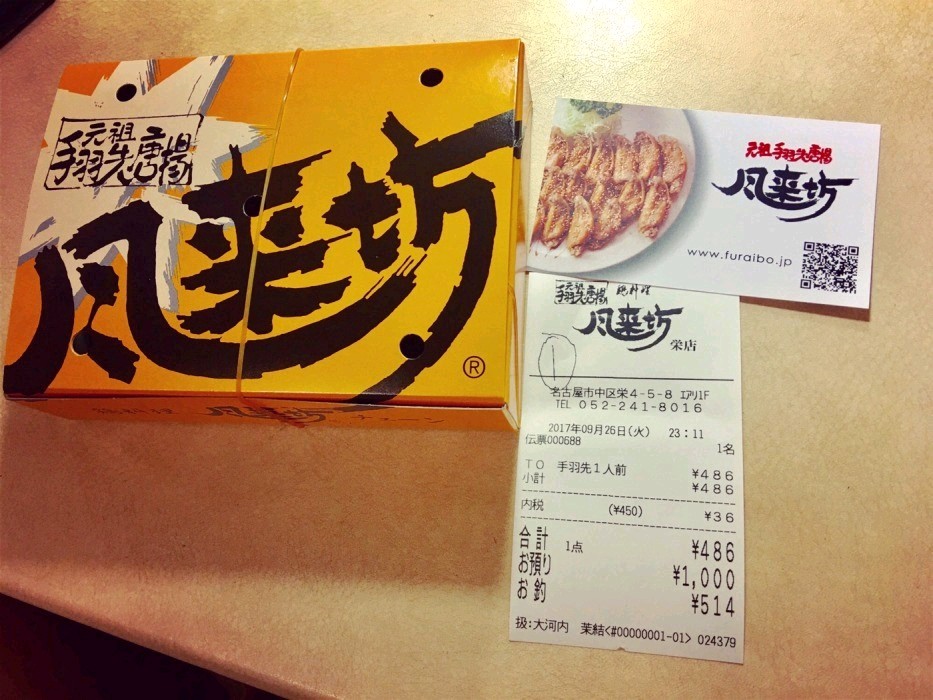 元祖
手羽先唐揚
風来坊
®
元祖 手羽先唐揚
風来坊
www.furaibo.jp
元祖
手羽先唐揚
風来坊
栄店
1
名古屋市中区栄4-5-8 エアリ1F
TEL 052-241-8016
2017年09月26日(火) 23:11
伝票000688
1名
TO 手羽先1人前 ¥486
小計 ¥486
内税 (¥450) ¥36
合計 1点 ¥486
お預り ¥1,000
お釣 ¥514
扱:大河内 茉結<#00000001-01> 024379